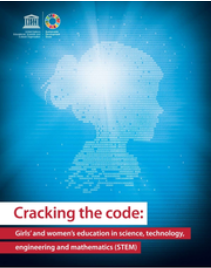 Cracking the code:
Girls' and women's education in science, technology,
engineering and mathematics (STEM)